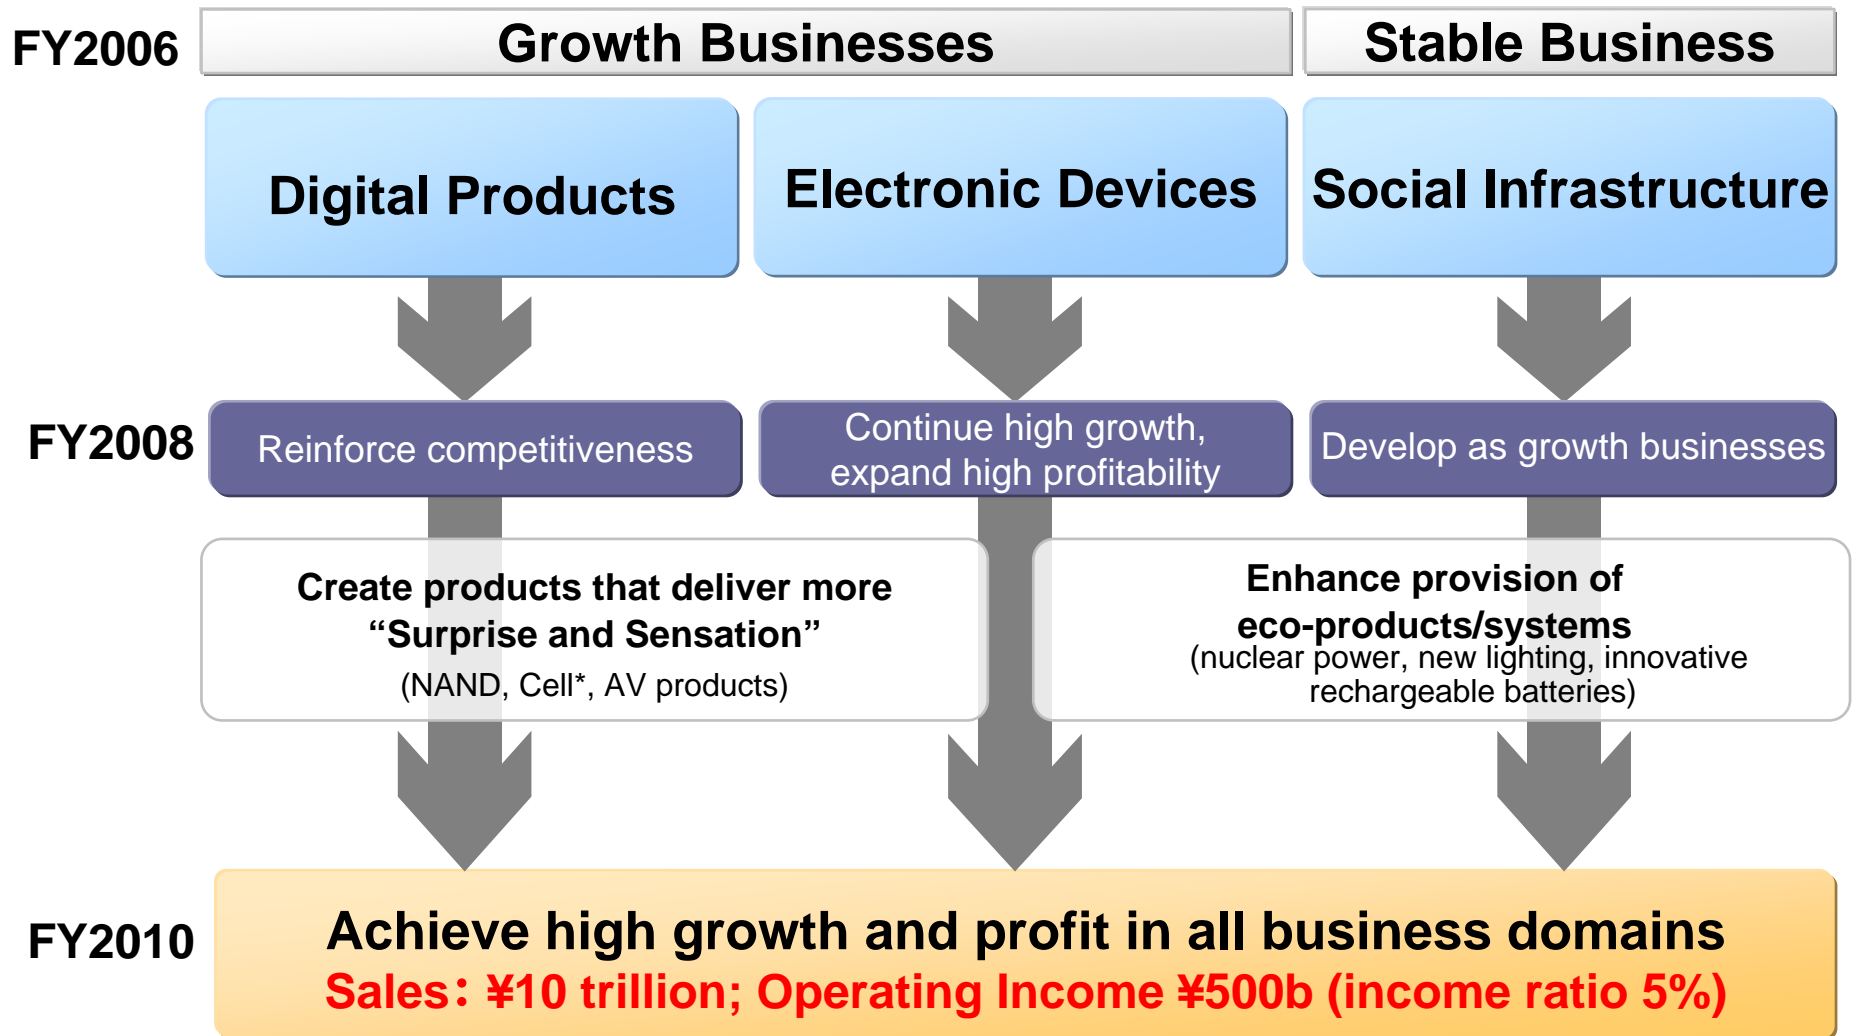 FY2006
Growth Businesses
Stable Business
Digital Products
Electronic Devices
Social Infrastructure
FY2008
Reinforce competitiveness
Continue high growth,
expand high profitability
Develop as growth businesses
Create products that deliver more
“Surprise and Sensation”
(NAND, Cell*, AV products)
Enhance provision of
eco-products/systems
(nuclear power, new lighting, innovative
rechargeable batteries)
FY2010
Achieve high growth and profit in all business domains
Sales: ¥10 trillion; Operating Income ¥500b (income ratio 5%)